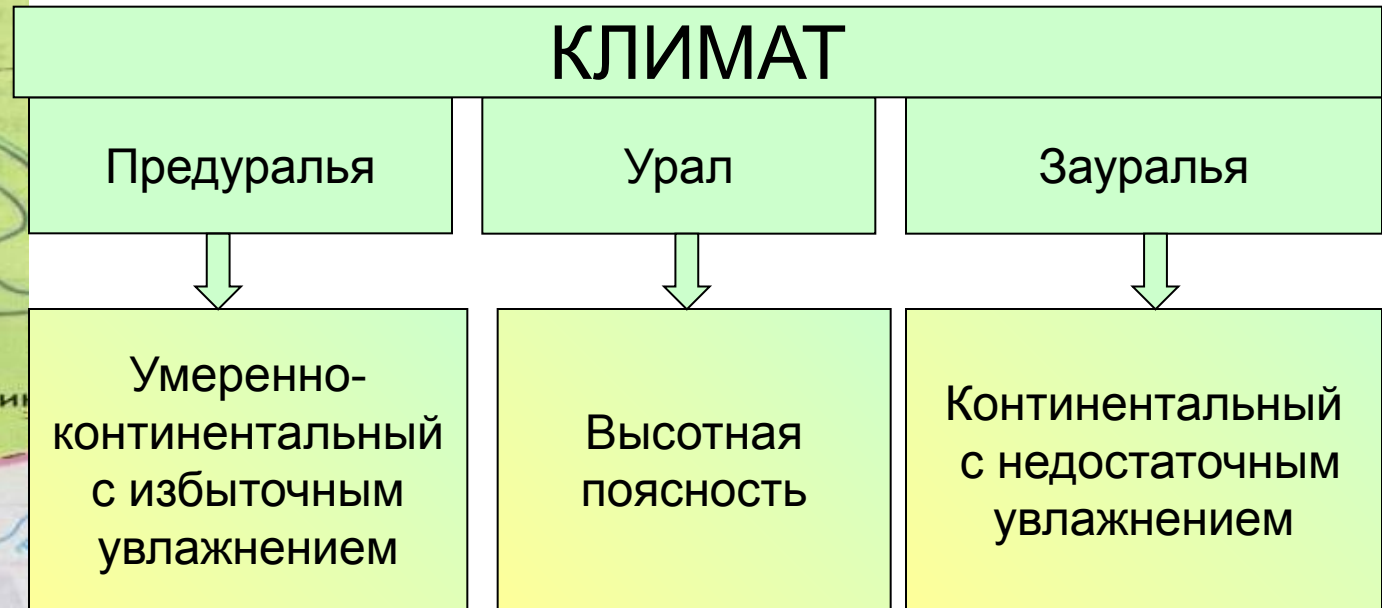 КЛИМАТ
Предуралья
Урал
Зауралья
Умеренно-
континентальный
с избыточным
увлажнением
Высотная
поясность
Континентальный
с недостаточным
увлажнением